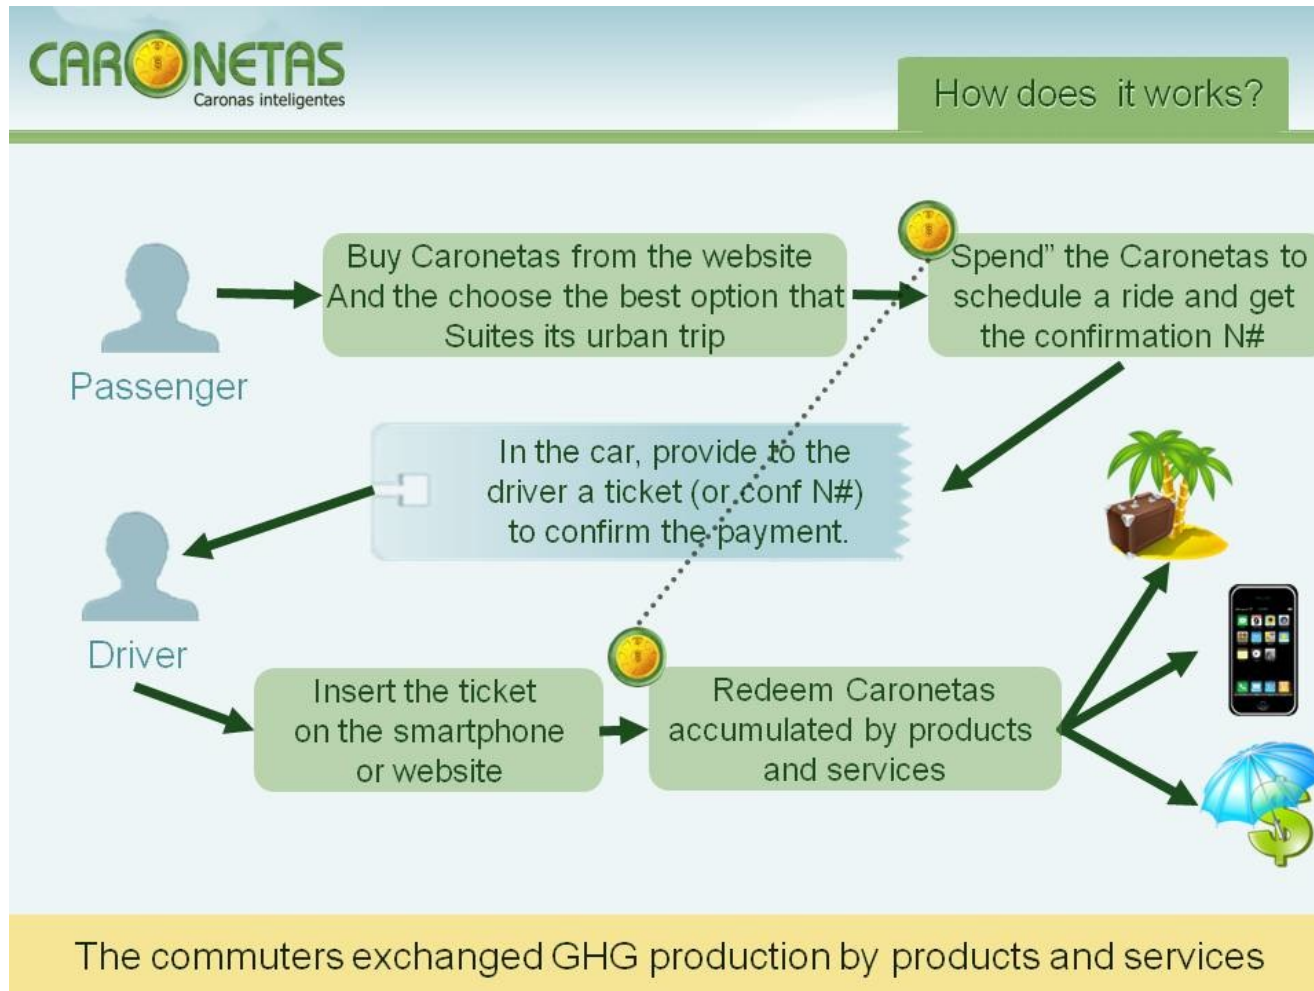 CARONETAS
Caronas inteligentes
How does it works?
Buy Caronetas from the website
And the choose the best option that
Suites its urban trip
Spend” the Caronetas to
schedule a ride and get
the confirmation N#
Passenger
In the car, provide to the
driver a ticket (or conf N#)
to confirm the payment.
Driver
Insert the ticket
on the smartphone
or website
Redeem Caronetas
accumulated by products
and services
The commuters exchanged GHG production by products and services